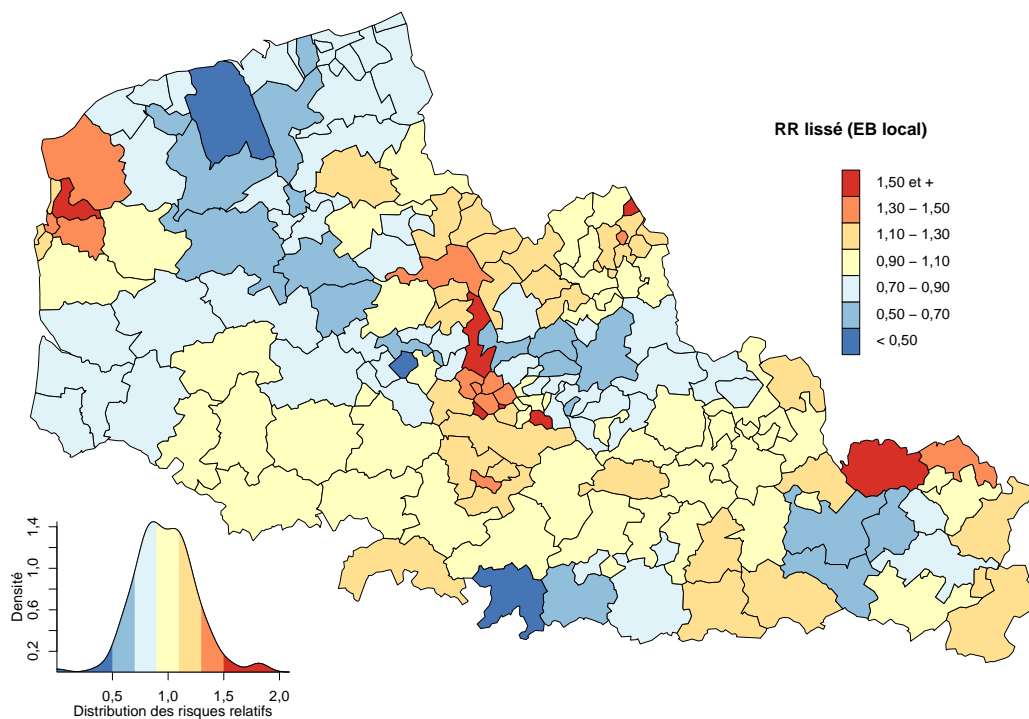 RR lissé (EB local)
1,50 et +
1,30 – 1,50
1,10 – 1,30
0,90 – 1,10
0,70 – 0,90
0,50 – 0,70
< 0,50
1,4
1,0
0,6
0,2
Densité
0,5 1,0 1,5 2,0
Distribution des risques relatifs